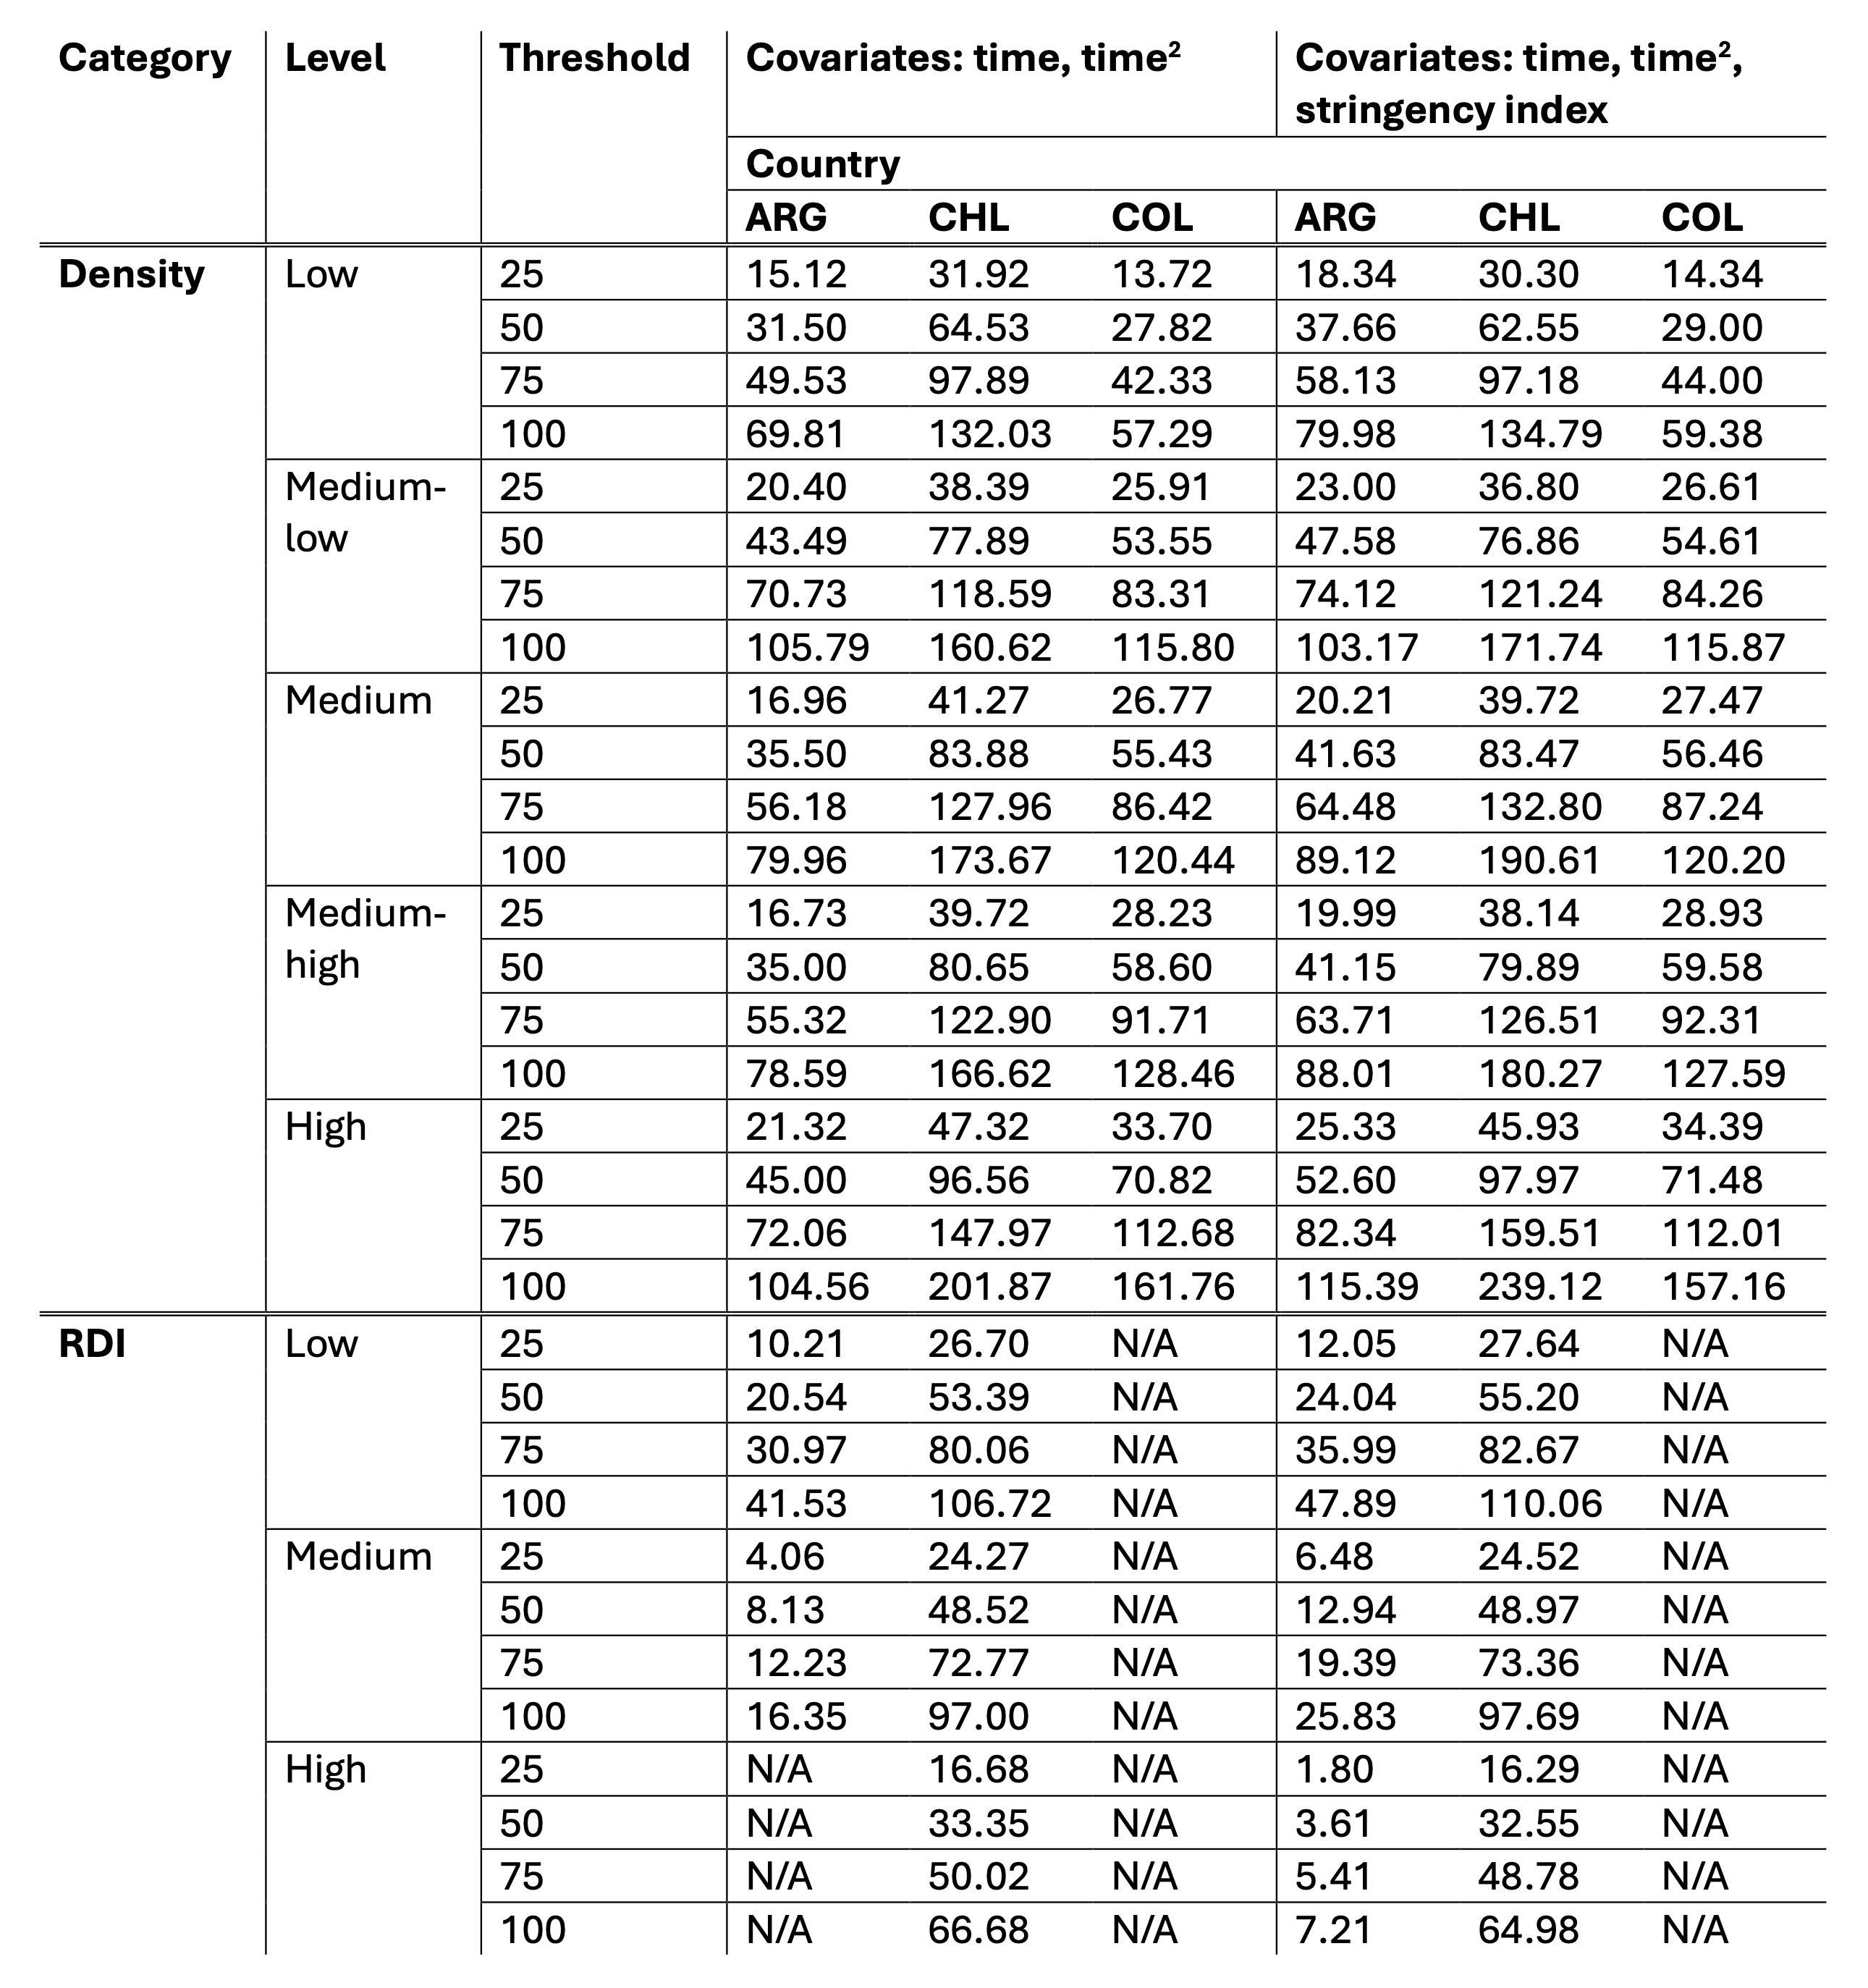 Category Level Threshold Covariates: time, time² Covariates: time, time²,
stringency index
Country
ARG CHL COL ARG CHL COL
Density Low 25 15.12 31.92 13.72 18.34 30.30 14.34
50 31.50 64.53 27.82 37.66 62.55 29.00
75 49.53 97.89 42.33 58.13 97.18 44.00
100 69.81 132.03 57.29 79.98 134.79 59.38
Medium- 25 20.40 38.39 25.91 23.00 36.80 26.61
low 50 43.49 77.89 53.55 47.58 76.86 54.61
75 70.73 118.59 83.31 74.12 121.24 84.26
100 105.79 160.62 115.80 103.17 171.74 115.87
Medium 25 16.96 41.27 26.77 20.21 39.72 27.47
50 35.50 83.88 55.43 41.63 83.47 56.46
75 56.18 127.96 86.42 64.48 132.80 87.24
100 79.96 173.67 120.44 89.12 190.61 120.20
Medium- 25 16.73 39.72 28.23 19.99 38.14 28.93
high 50 35.00 80.65 58.60 41.15 79.89 59.58
75 55.32 122.90 91.71 63.71 126.51 92.31
100 78.59 166.62 128.46 88.01 180.27 127.59
High 25 21.32 47.32 33.70 25.33 45.93 34.39
50 45.00 96.56 70.82 52.60 97.97 71.48
75 72.06 147.97 112.68 82.34 159.51 112.01
100 104.56 201.87 161.76 115.39 239.12 157.16
RDI Low 25 10.21 26.70 N/A 12.05 27.64 N/A
50 20.54 53.39 N/A 24.04 55.20 N/A
75 30.97 80.06 N/A 35.99 82.67 N/A
100 41.53 106.72 N/A 47.89 110.06 N/A
Medium 25 4.06 24.27 N/A 6.48 24.52 N/A
50 8.13 48.52 N/A 12.94 48.97 N/A
75 12.23 72.77 N/A 19.39 73.36 N/A
100 16.35 97.00 N/A 25.83 97.69 N/A
High 25 N/A 16.68 N/A 1.80 16.29 N/A
50 N/A 33.35 N/A 3.61 32.55 N/A
75 N/A 50.02 N/A 5.41 48.78 N/A
100 N/A 66.68 N/A 7.21 64.98 N/A